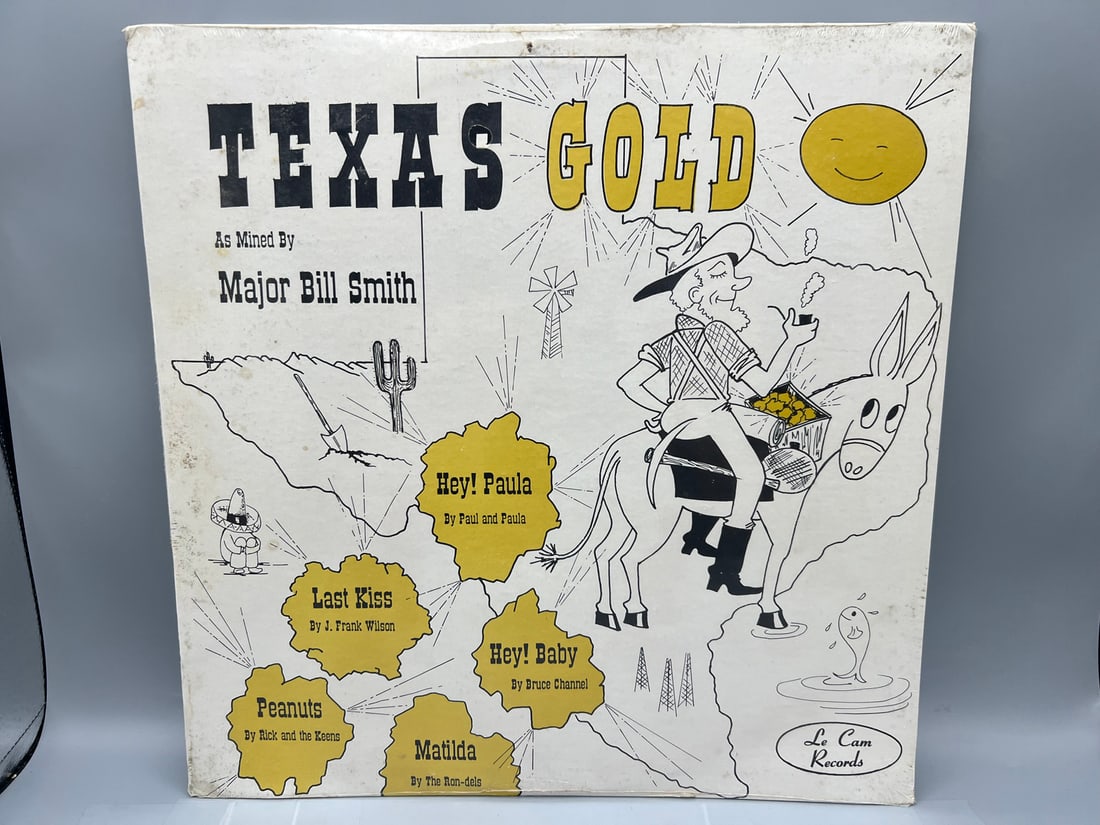 TEXAS GOLD
As Mined By
Major Bill Smith
Hey! Paula
By Paul and Paula
Last Kiss
By J. Frank Wilson
Hey! Baby
By Bruce Channel
Peanuts
By Rick and the Keens
Matilda
By The Ron-dels
Le Cam
Records